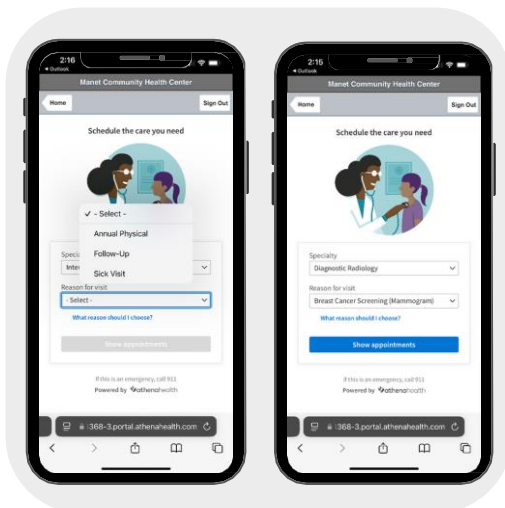 2:16
Outlook
Manet Community Health Center
Home
Sign Out
Schedule the care you need
✓ - Select -
Annual Physical
Follow-Up
Sick Visit
Reason for visit
- Select -
What reason should I choose?
Show appointments
If this is an emergency, call 911
Powered by athenahealth
368-3.portal.athenahealth.com
2:15
Outlook
Manet Community Health Center
Home
Sign Out
Schedule the care you need
Specialty
Diagnostic Radiology
Reason for visit
Breast Cancer Screening (Mammogram)
What reason should I choose?
Show appointments
If this is an emergency, call 911
Powered by athenahealth
368-3.portal.athenahealth.com